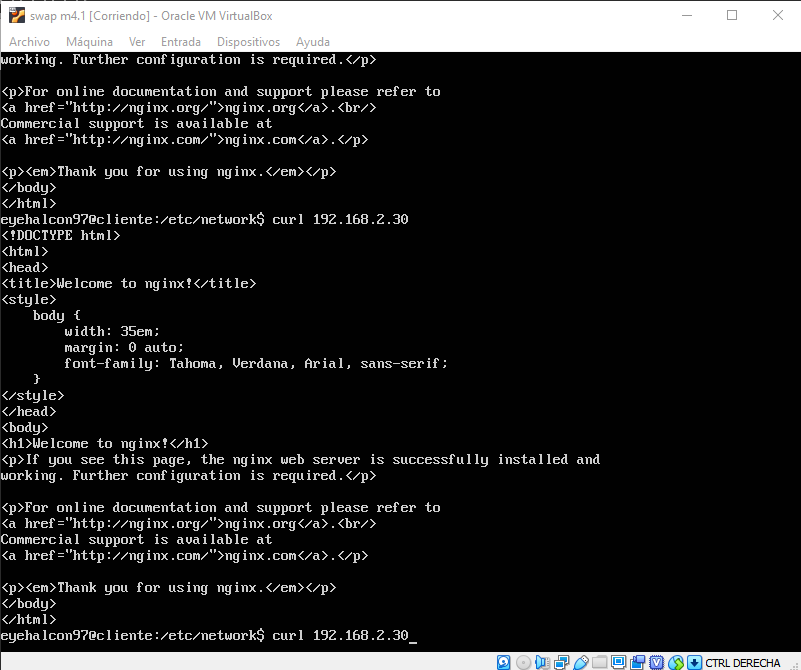 swap m4.1 [Corriendo] - Oracle VM VirtualBox
Archivo Máquina Ver Entrada Dispositivos Ayuda
working. Further configuration is required.</p>
<p>For online documentation and support please refer to
<a href="http://nginx.org/">nginx.org</a>.<br/>
Commercial support is available at
<a href="http://nginx.com/">nginx.com</a>.</p>
<p><em>Thank you for using nginx.</em></p>
</body>
</html>
eyehalcon97@cliente:/etc/network$ curl 192.168.2.30
<!DOCTYPE html>
<html>
<head>
<title>Welcome to nginx!</title>
<style>
    body {
        width: 35em;
        margin: 0 auto;
        font-family: Tahoma, Verdana, Arial, sans-serif;
    }
</style>
</head>
<body>
<h1>Welcome to nginx!</h1>
<p>If you see this page, the nginx web server is successfully installed and
working. Further configuration is required.</p>
<p>For online documentation and support please refer to
<a href="http://nginx.org/">nginx.org</a>.<br/>
Commercial support is available at
<a href="http://nginx.com/">nginx.com</a>.</p>
<p><em>Thank you for using nginx.</em></p>
</body>
</html>
eyehalcon97@cliente:/etc/network$ curl 192.168.2.30_
CTRL DERECHA